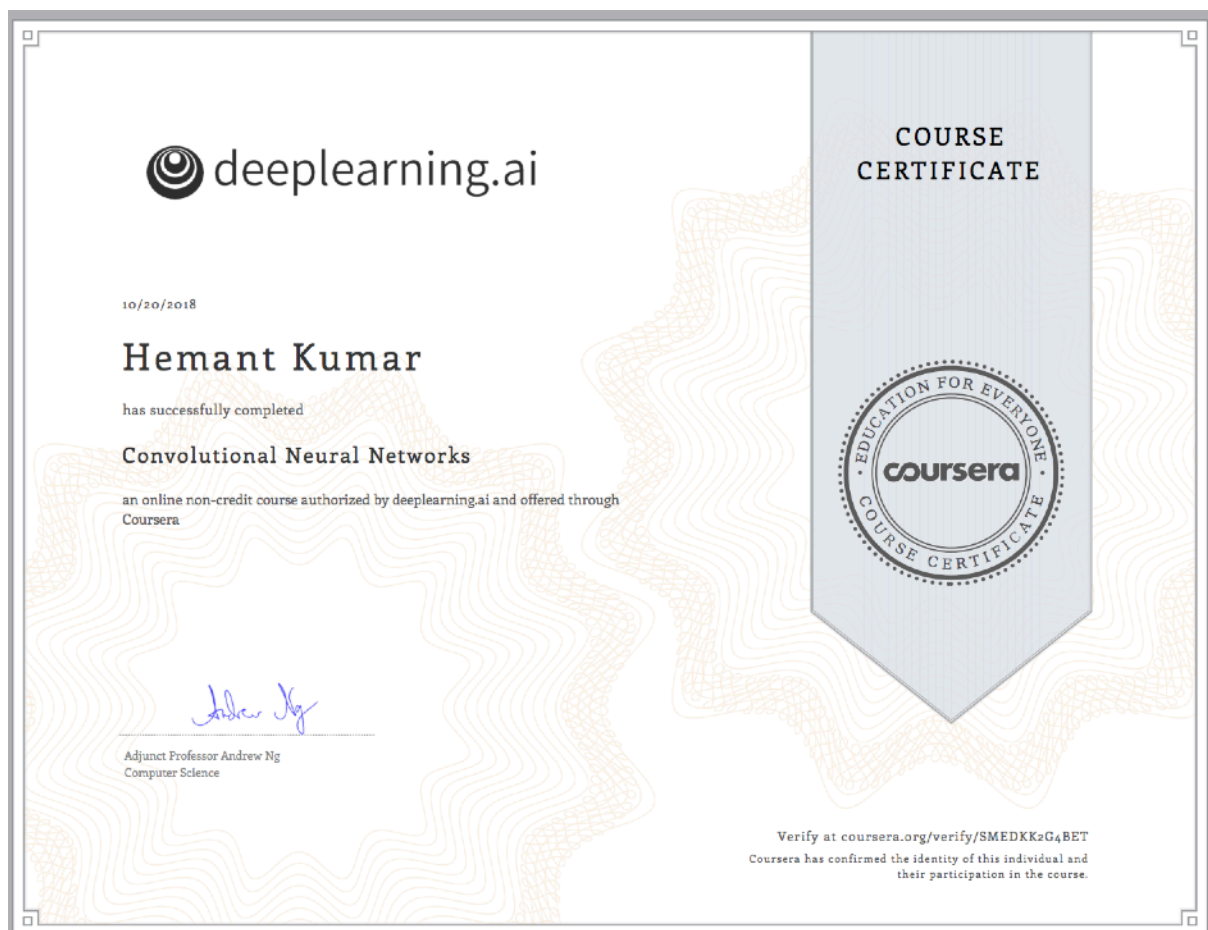 deeplearning.ai
COURSE
CERTIFICATE
10/20/2018
Hemant Kumar
has successfully completed
Convolutional Neural Networks
an online non-credit course authorized by deeplearning.ai and offered through
Coursera
EDUCATION FOR EVERYONE
coursera
COURSE CERTIFICATE
Andrew Ng
Adjunct Professor Andrew Ng
Computer Science
Verify at coursera.org/verify/SMEDKK2G4BET
Coursera has confirmed the identity of this individual and
their participation in the course.